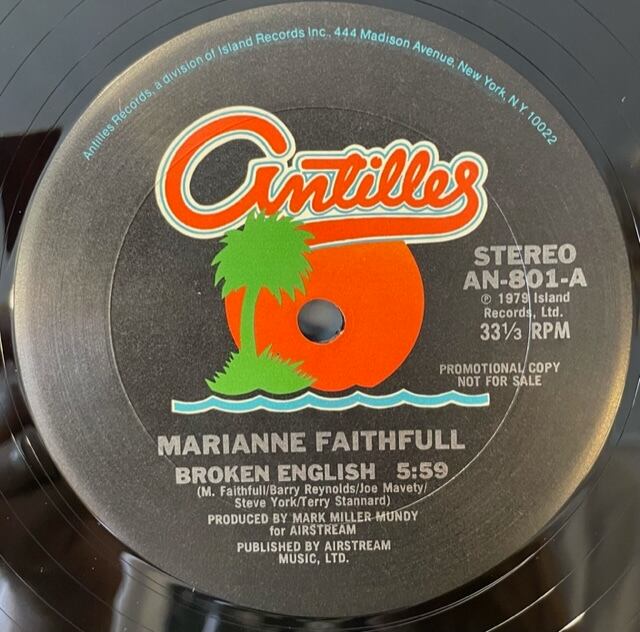 Antilles Records, a division of Island Records Inc., 444 Madison Avenue, New York, N.Y. 10022
Antilles
STEREO
AN-801-A
℗ 1979 Island
Records, Ltd.
33⅓ RPM
PROMOTIONAL COPY
NOT FOR SALE
MARIANNE FAITHFULL
BROKEN ENGLISH 5:59
(M. Faithfull/Barry Reynolds/Joe Mavety/
Steve York/Terry Stannard)
PRODUCED BY MARK MILLER MUNDY
for AIRSTREAM
PUBLISHED BY AIRSTREAM
MUSIC, LTD.